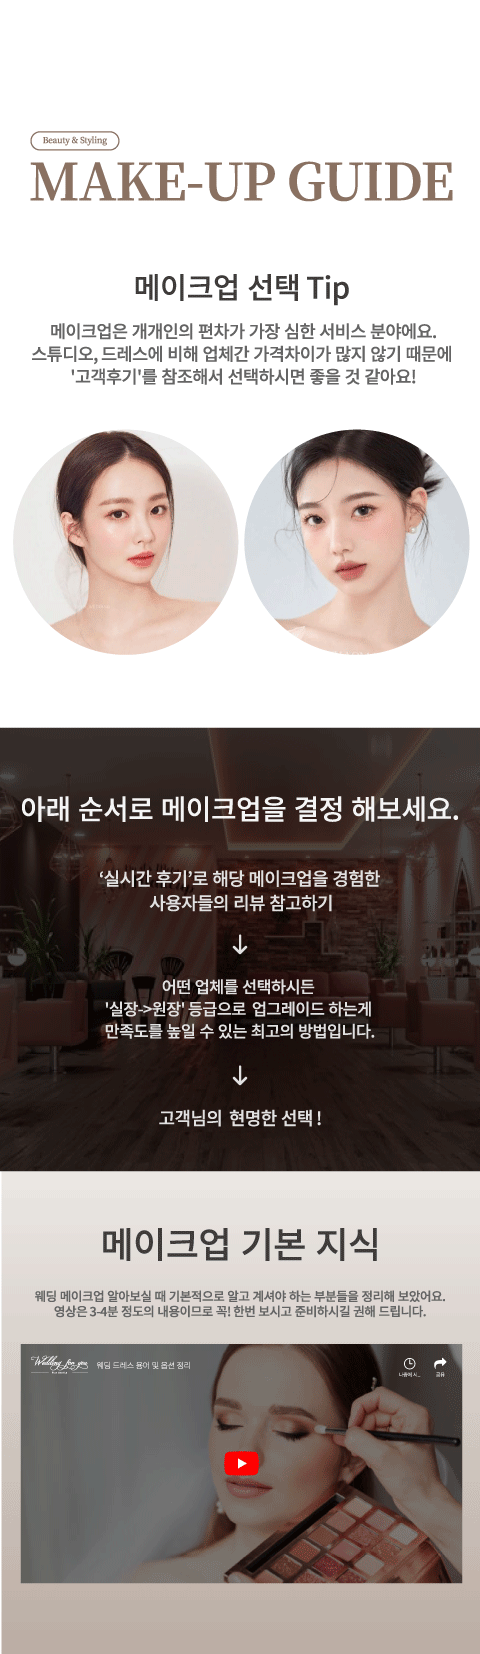 Beauty & Styling
MAKE-UP GUIDE
메이크업 선택 Tip
메이크업은 개개인의 편차가 가장 심한 서비스 분야에요.
스튜디오, 드레스에 비해 업체간 가격차이가 많지 않기 때문에
'고객후기'를 참조해서 선택하시면 좋을 것 같아요!
아래 순서로 메이크업을 결정 해보세요.
‘실시간 후기’로 해당 메이크업을 경험한
사용자들의 리뷰 참고하기
↓
어떤 업체를 선택하시든
'실장->원장' 등급으로 업그레이드 하는게
만족도를 높일 수 있는 최고의 방법입니다.
↓
고객님의 현명한 선택!
메이크업 기본 지식
웨딩 메이크업 알아보실 때 기본적으로 알고 계셔야 하는 부분들을 정리해 보았어요.
영상은 3-4분 정도의 내용이므로 꼭! 한번 보시고 준비하시길 권해 드립니다.
Wedding for you 웨딩 드레스 용어 및 옵션 정리
나중에 시... 공유